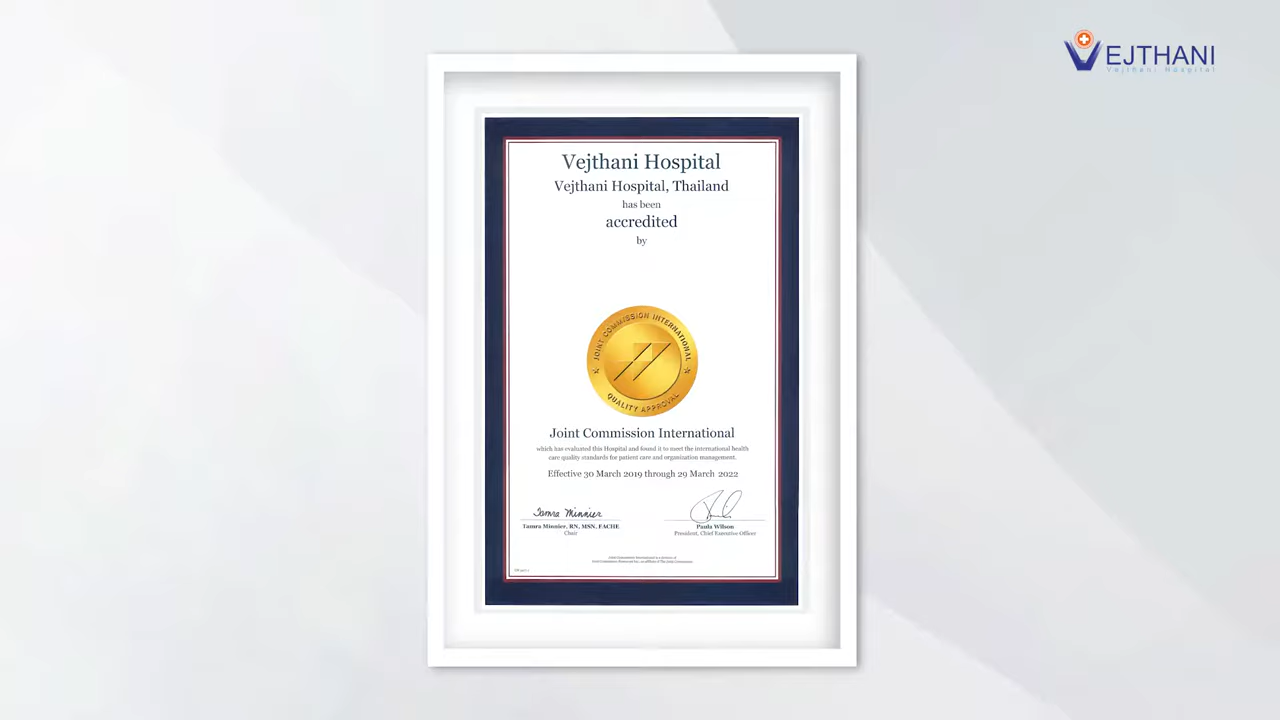 VEJTHANI
Vejthani Hospital
Vejthani Hospital
Vejthani Hospital, Thailand
has been
accredited
by
JOINT COMMISSION INTERNATIONAL
QUALITY APPROVAL
Joint Commission International
which has evaluated this Hospital and found it to meet the international health
care quality standards for patient care and organization management.
Effective 30 March 2019 through 29 March 2022
Tamra Minnier
Tamra Minnier, RN, MSN, FACHE
Chair
Paula Wilson
President, Chief Executive Officer